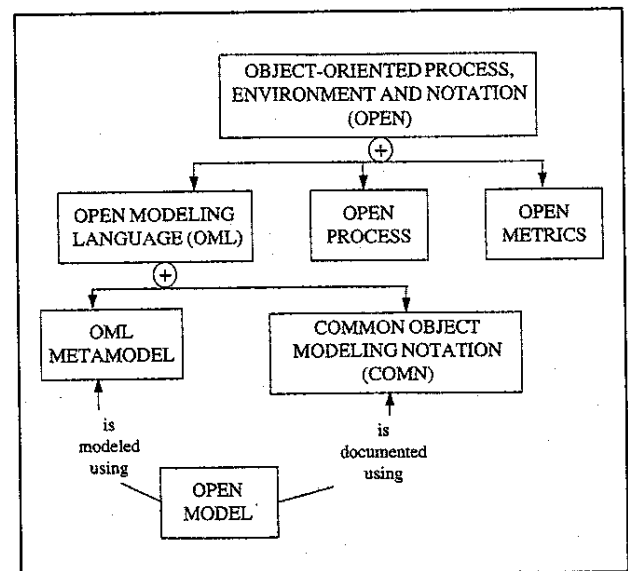 OBJECT-ORIENTED PROCESS,
ENVIRONMENT AND NOTATION
(OPEN)
+
OPEN MODELING
LANGUAGE (OML)
OPEN
PROCESS
OPEN
METRICS
+
OML
METAMODEL
COMMON OBJECT
MODELING NOTATION
(COMN)
is
modeled
using
is
documented
using
OPEN
MODEL